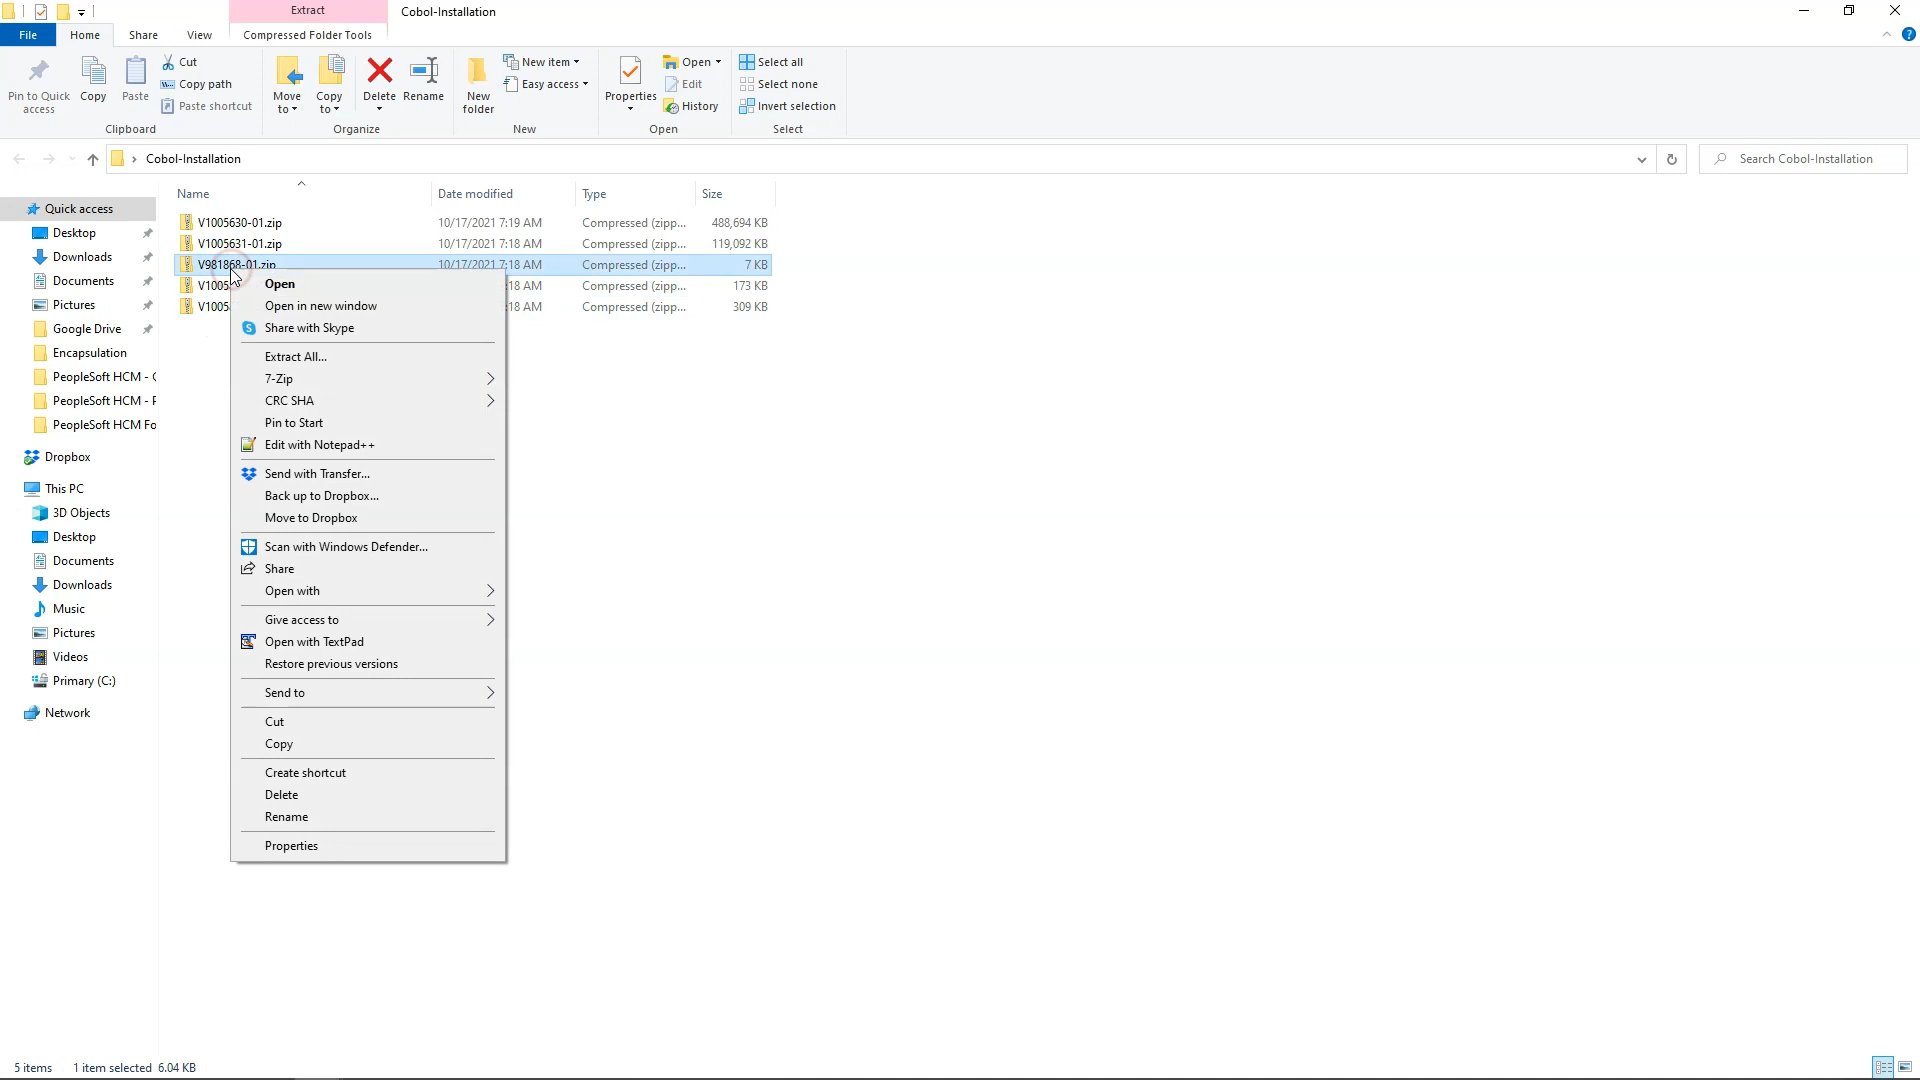 Extract
Cobol-Installation
File
Home
Share
View
Compressed Folder Tools
Pin to Quick access
Copy
Paste
Cut
Copy path
Paste shortcut
Clipboard
Move to
Copy to
Delete
Rename
Organize
New folder
New item
Easy access
New
Properties
Open
Edit
History
Open
Select all
Select none
Invert selection
Select
Cobol-Installation
Search Cobol-Installation
Name
Date modified
Type
Size
V1005630-01.zip 10/17/2021 7:19 AM Compressed (zipp... 488,694 KB
V1005631-01.zip 10/17/2021 7:18 AM Compressed (zipp... 119,092 KB
V981868-01.zip 10/17/2021 7:18 AM Compressed (zipp... 7 KB
V1005 :18 AM Compressed (zipp... 173 KB
V1005 :18 AM Compressed (zipp... 309 KB
Quick access
Desktop
Downloads
Documents
Pictures
Google Drive
Encapsulation
PeopleSoft HCM - C
PeopleSoft HCM - P
PeopleSoft HCM Fo
Dropbox
This PC
3D Objects
Desktop
Documents
Downloads
Music
Pictures
Videos
Primary (C:)
Network
Open
Open in new window
Share with Skype
Extract All...
7-Zip
CRC SHA
Pin to Start
Edit with Notepad++
Send with Transfer...
Back up to Dropbox...
Move to Dropbox
Scan with Windows Defender...
Share
Open with
Give access to
Open with TextPad
Restore previous versions
Send to
Cut
Copy
Create shortcut
Delete
Rename
Properties
5 items 1 item selected 6.04 KB